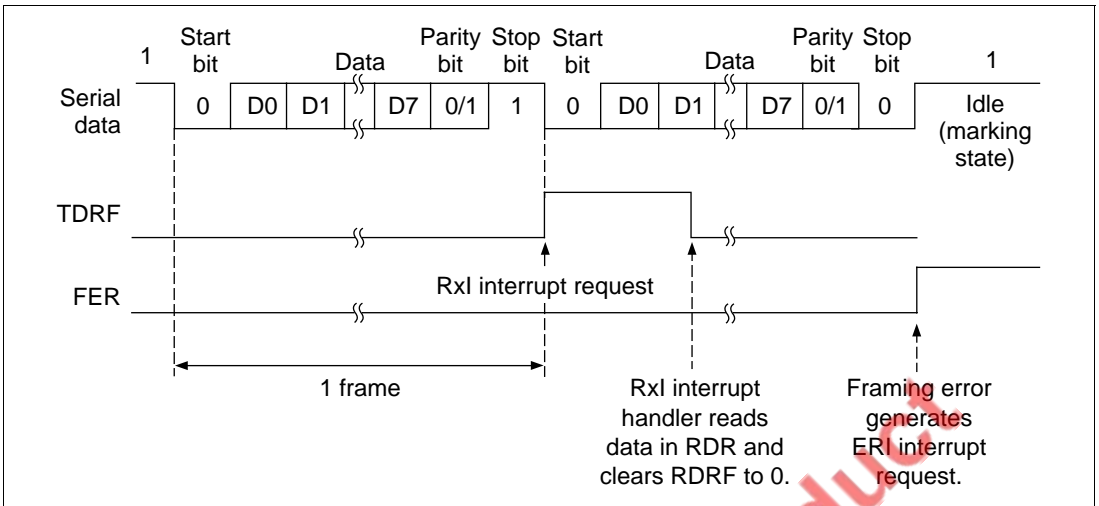 1 Start bit Data Parity bit Stop bit Start bit Data Parity bit Stop bit 1
Serial data 0 D0 D1 D7 0/1 1 0 D0 D1 D7 0/1 0 Idle (marking state)
TDRF
RxI interrupt request
FER
1 frame
RxI interrupt handler reads data in RDR and clears RDRF to 0.
Framing error generates ERI interrupt request.
duct